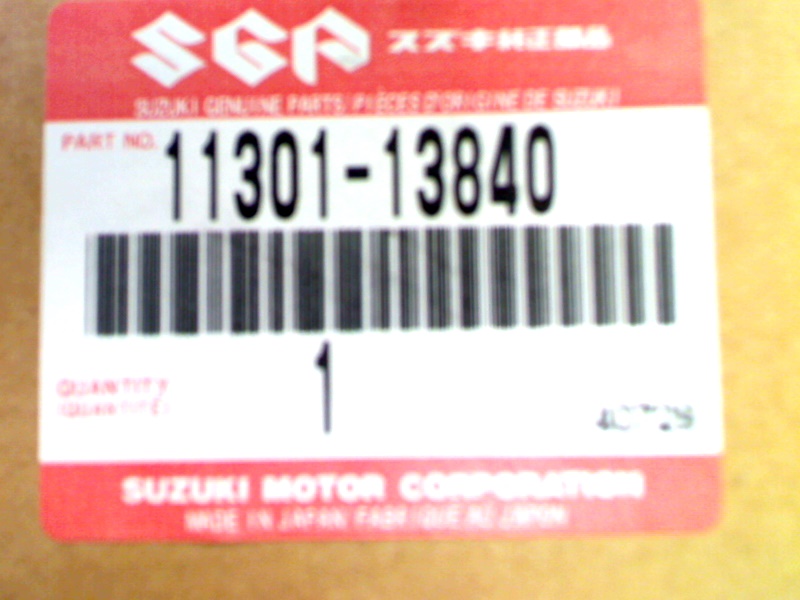 SGP スズキ純正部品
SUZUKI GENUINE PARTS/PIÈCES D'ORIGINE DE SUZUKI
PART NO. 11301-13840
QUANTITY 1
(QUANTITÉ)
SUZUKI MOTOR CORPORATION
MADE IN JAPAN/FABRIQUÉ AU JAPON